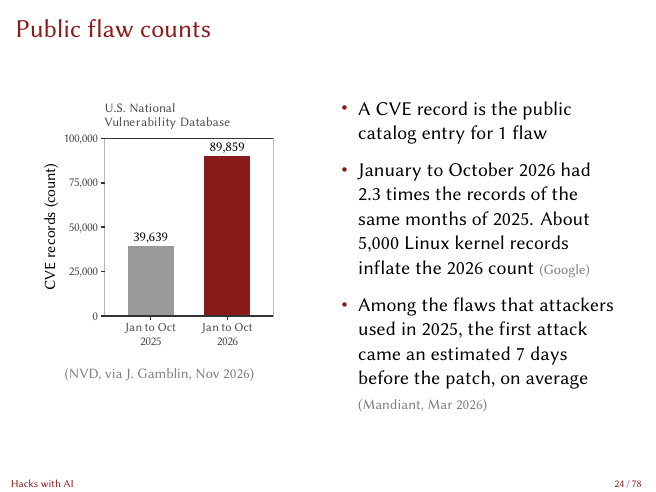 Public flaw counts
U.S. National
Vulnerability Database
100,000
75,000
50,000
25,000
0
CVE records (count)
39,639
89,859
Jan to Oct
2025
Jan to Oct
2026
(NVD, via J. Gamblin, Nov 2026)
• A CVE record is the public
catalog entry for 1 flaw
• January to October 2026 had
2.3 times the records of the
same months of 2025. About
5,000 Linux kernel records
inflate the 2026 count (Google)
• Among the flaws that attackers
used in 2025, the first attack
came an estimated 7 days
before the patch, on average
(Mandiant, Mar 2026)
Hacks with AI
24 / 78